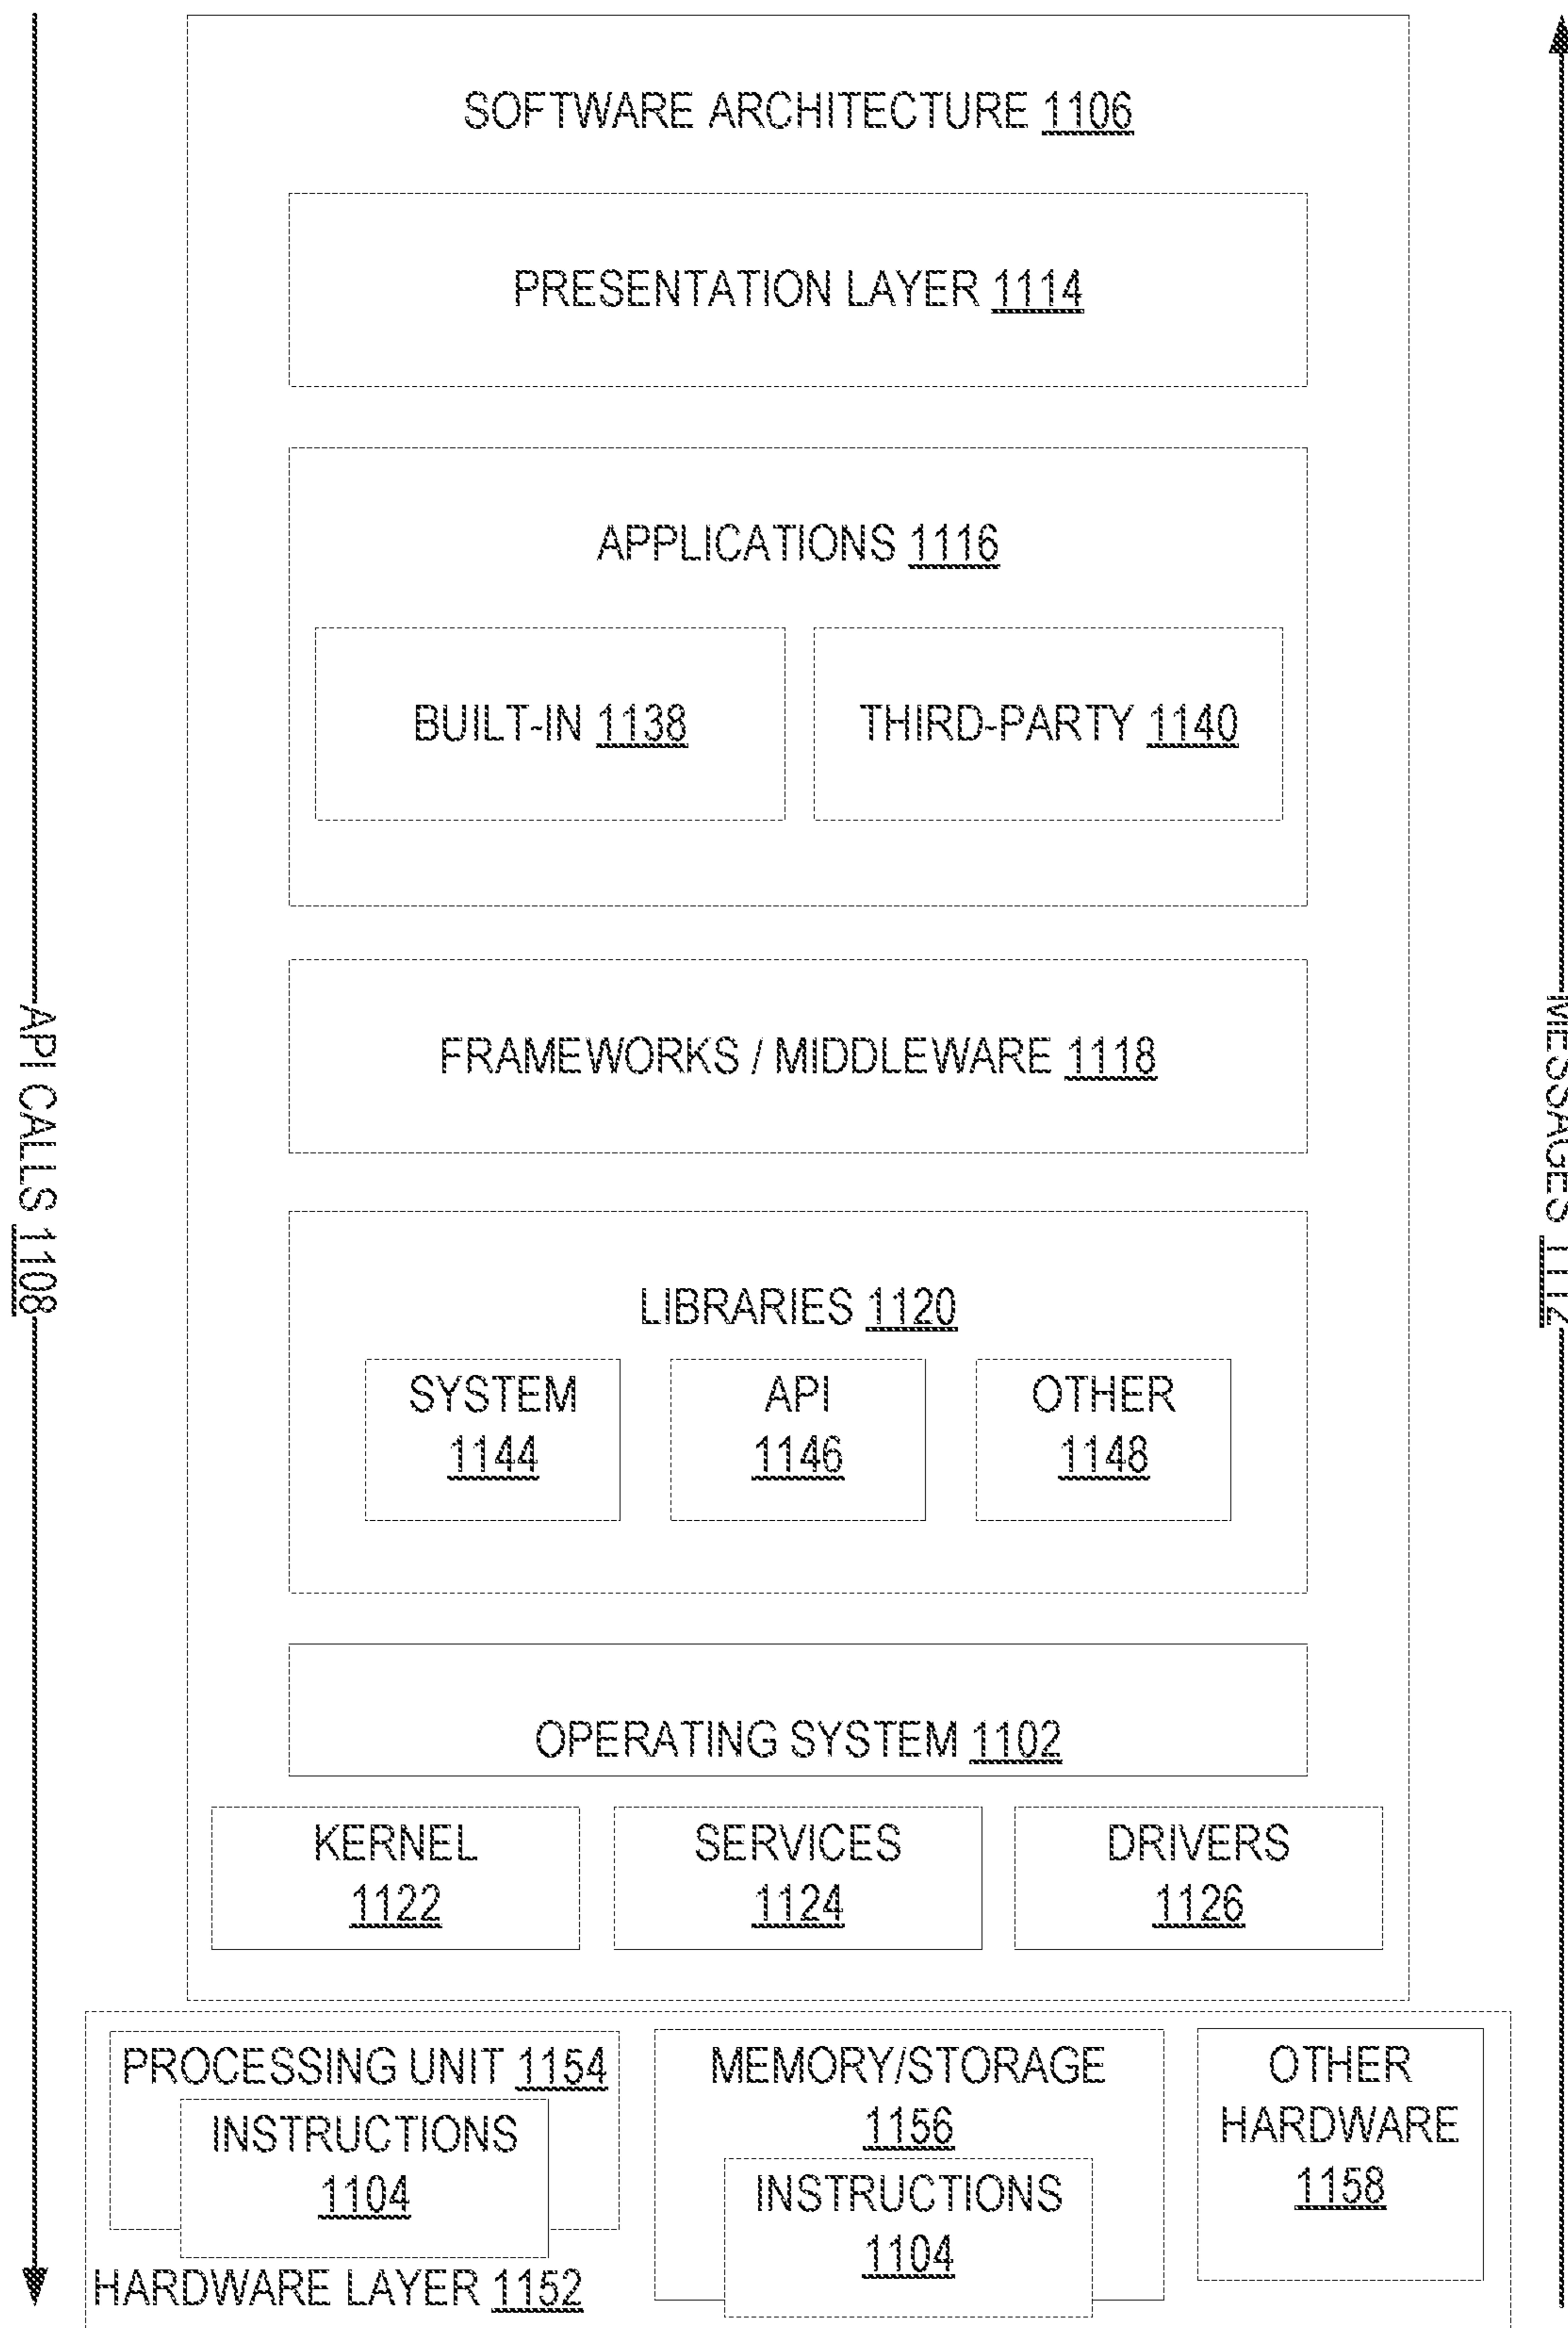 SOFTWARE ARCHITECTURE 1106
PRESENTATION LAYER 1114
APPLICATIONS 1116
BUILT-IN 1138
THIRD-PARTY 1140
FRAMEWORKS / MIDDLEWARE 1118
API CALLS 1108
MESSAGES 1112
LIBRARIES 1120
SYSTEM
1144
API
1146
OTHER
1148
OPERATING SYSTEM 1102
KERNEL
1122
SERVICES
1124
DRIVERS
1126
PROCESSING UNIT 1154
INSTRUCTIONS
1104
MEMORY/STORAGE
1156
INSTRUCTIONS
1104
OTHER
HARDWARE
1158
HARDWARE LAYER 1152